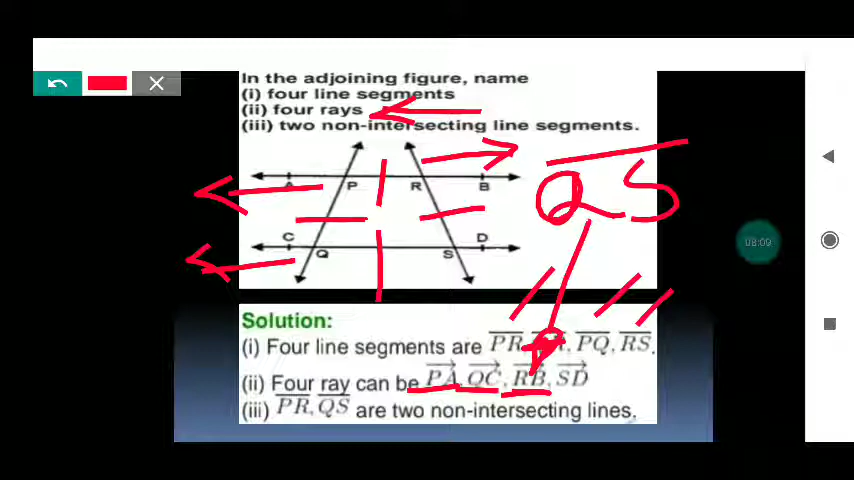 In the adjoining figure, name
(i) four line segments
(ii) four rays
(iii) two non-intersecting line segments.
A P R B
QS
C Q S D
08:09
Solution:
(i) Four line segments are PR, PQ, RS.
(ii) Four ray can be PA, QC, RB, SD
(iii) PR, QS are two non-intersecting lines.